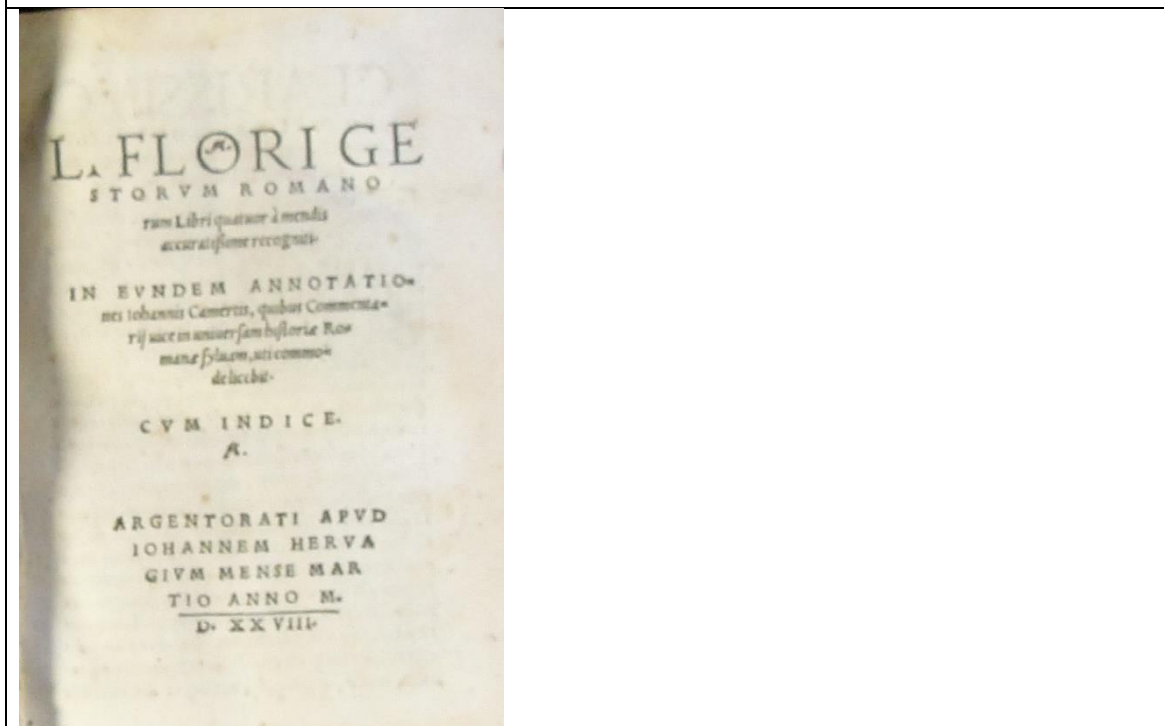 L. FLORI GE
STORVM ROMANO
rum Libri quatuor à mendis
accuratissime recogniti.
IN EVNDEM ANNOTATIO-
nes Iohannis Camertis, quibus Commenta-
rij uice in uniuersam historiæ Ro-
manæ syluam, uti commo-
de licebit.
CVM INDICE.
A.
ARGENTORATI APVD
IOHANNEM HERVA
GIVM MENSE MAR
TIO ANNO M.
D. XXVIII.